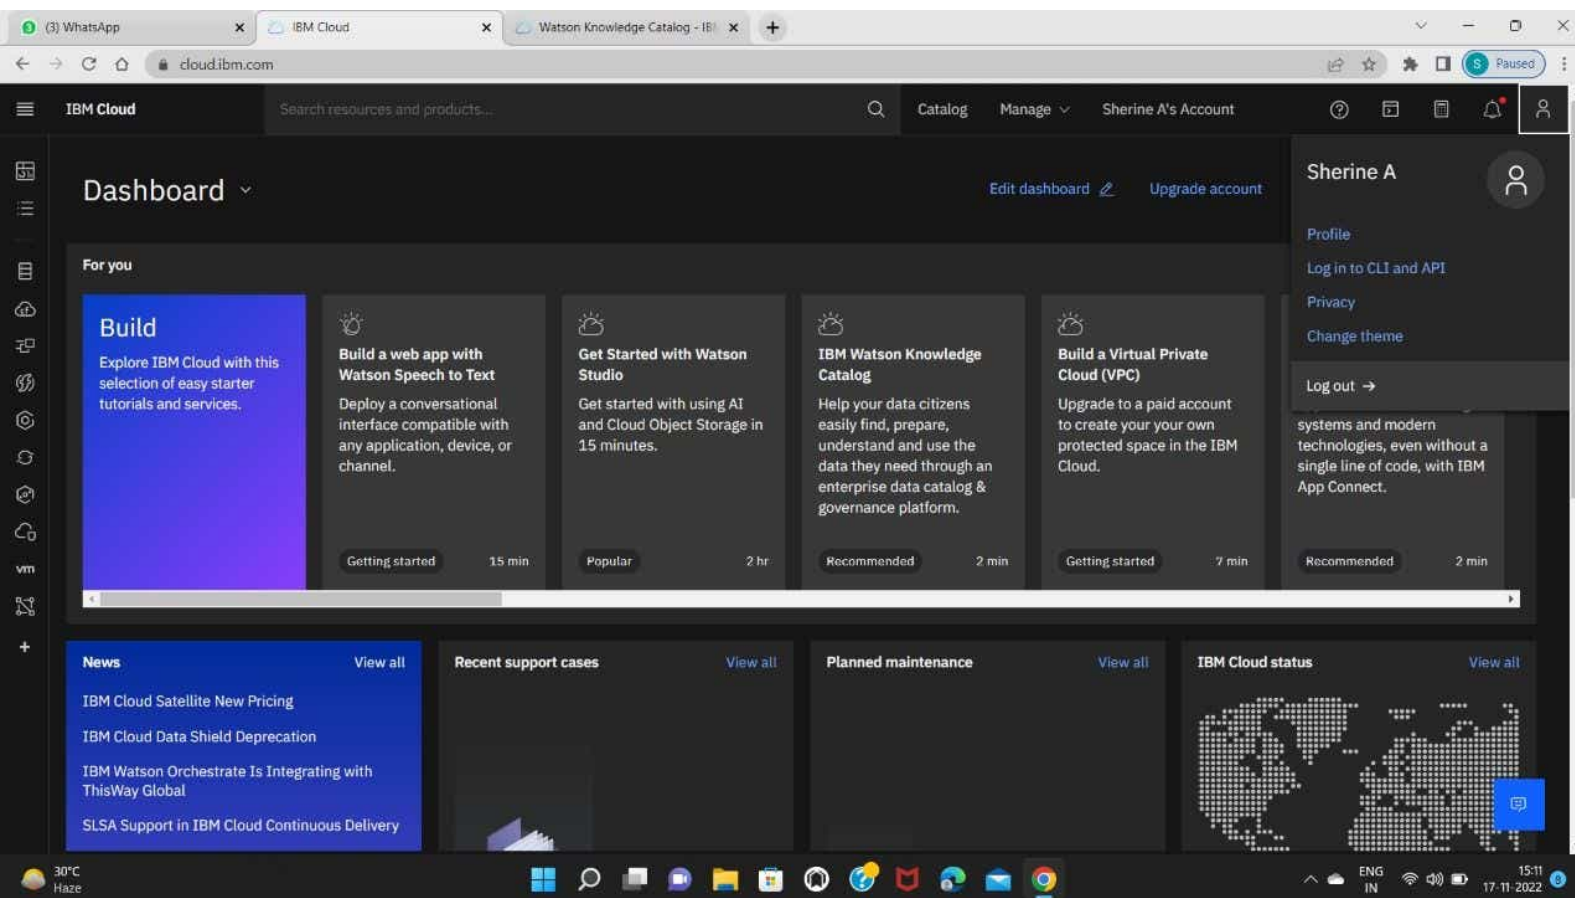 (3) WhatsApp
IBM Cloud
Watson Knowledge Catalog - IB
cloud.ibm.com
Paused
IBM Cloud
Search resources and products...
Catalog
Manage
Sherine A's Account
Sherine A
Profile
Log in to CLI and API
Privacy
Change theme
Log out →
Dashboard
Edit dashboard
Upgrade account
For you
Build
Explore IBM Cloud with this
selection of easy starter
tutorials and services.
Build a web app with
Watson Speech to Text
Deploy a conversational
interface compatible with
any application, device, or
channel.
Getting started
15 min
Get Started with Watson
Studio
Get started with using AI
and Cloud Object Storage in
15 minutes.
Popular
2 hr
IBM Watson Knowledge
Catalog
Help your data citizens
easily find, prepare,
understand and use the
data they need through an
enterprise data catalog &
governance platform.
Recommended
2 min
Build a Virtual Private
Cloud (VPC)
Upgrade to a paid account
to create your your own
protected space in the IBM
Cloud.
Getting started
7 min
systems and modern
technologies, even without a
single line of code, with IBM
App Connect.
Recommended
2 min
vm
News
View all
IBM Cloud Satellite New Pricing
IBM Cloud Data Shield Deprecation
IBM Watson Orchestrate Is Integrating with
ThisWay Global
SLSA Support in IBM Cloud Continuous Delivery
Recent support cases
View all
Planned maintenance
View all
IBM Cloud status
View all
30°C
Haze
ENG
IN
15:11
17-11-2022